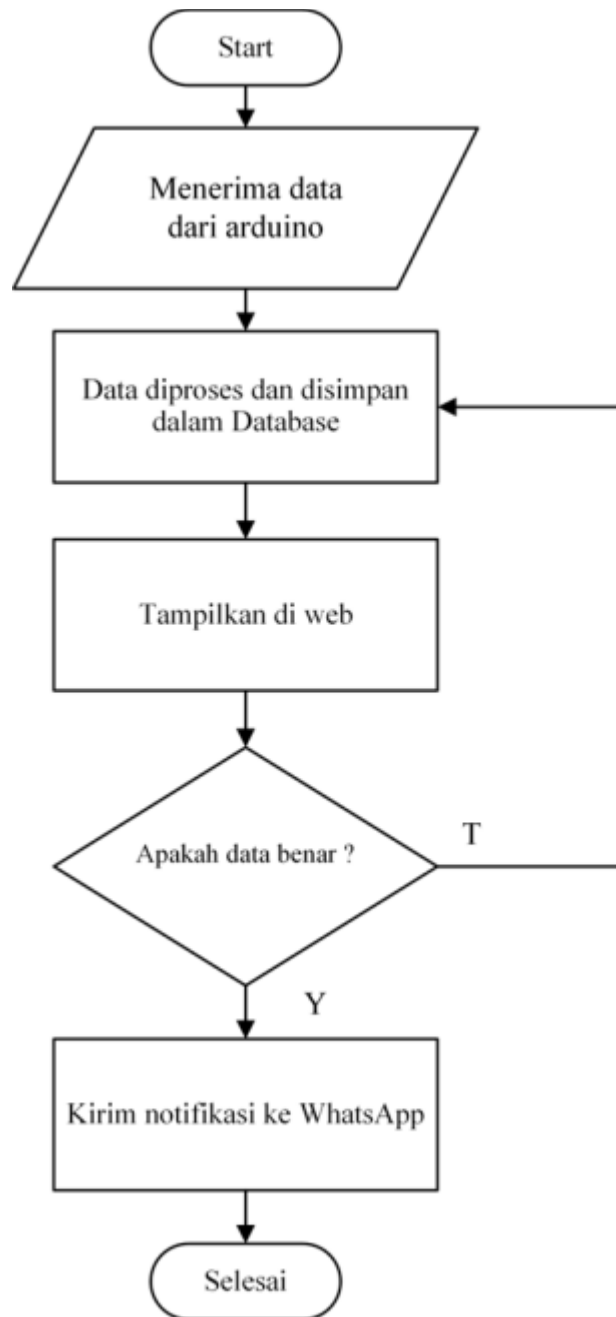 Start
Menerima data
dari arduino
Data diproses dan disimpan
dalam Database
Tampilkan di web
Apakah data benar ?
T
Y
Kirim notifikasi ke WhatsApp
Selesai